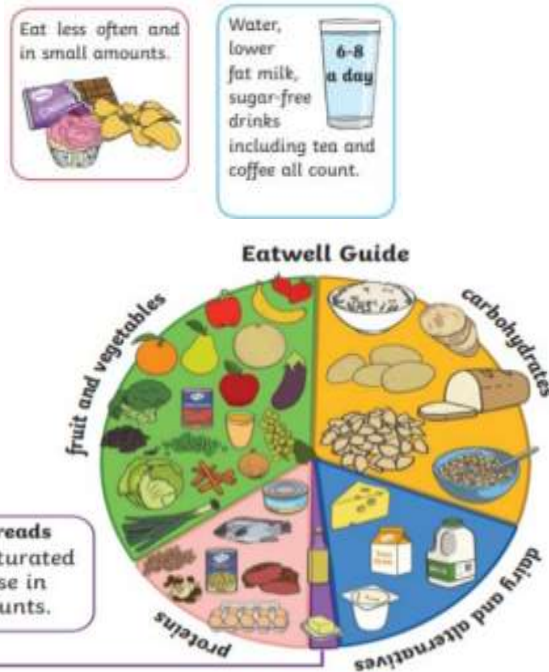 Eat less often and
in small amounts.
Water,
lower
fat milk,
sugar-free
drinks
including tea and
coffee all count.
6-8
a day
Eatwell Guide
fruit and vegetables
carbohydrates
reads
turated
se in
unts.
proteins
dairy and alternatives